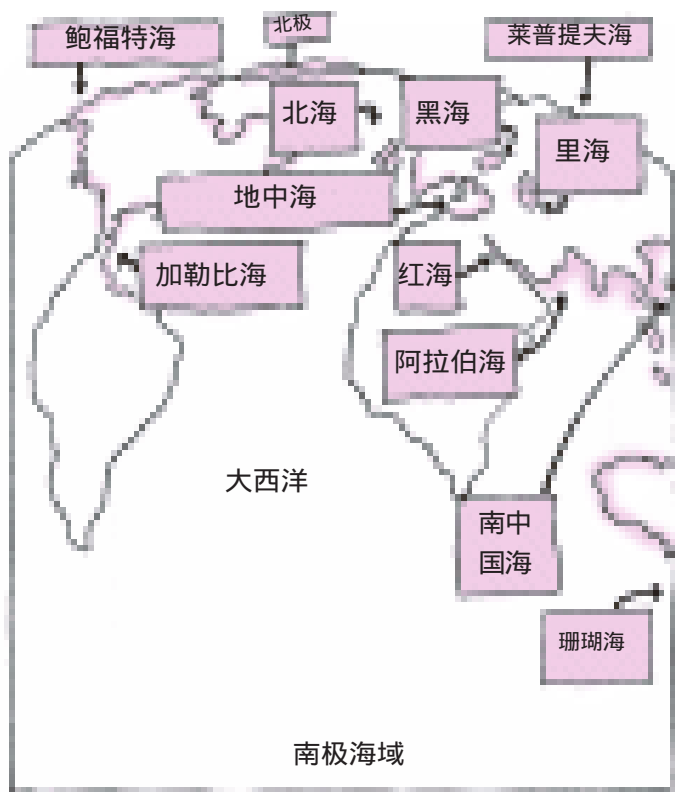 北极
鲍福特海
莱普提夫海
北海
黑海
里海
地中海
加勒比海
红海
阿拉伯海
大西洋
南中
国海
珊瑚海
南极海域